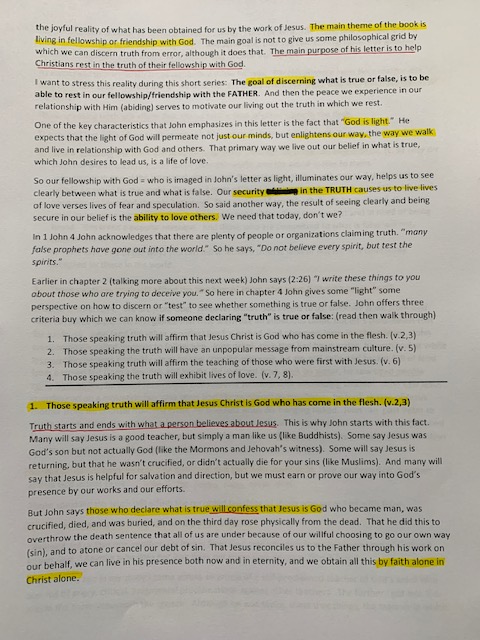 the joyful reality of what has been obtained for us by the work of Jesus. The main theme of the book is
living in fellowship or friendship with God. The main goal is not to give us some philosophical grid by
which we can discern truth from error, although it does that. The main purpose of his letter is to help
Christians rest in the truth of their fellowship with God.
I want to stress this reality during this short series: The goal of discerning what is true or false, is to be
able to rest in our fellowship/friendship with the FATHER. And then the peace we experience in our
relationship with Him (abiding) serves to motivate our living out the truth in which we rest.
One of the key characteristics that John emphasizes in this letter is the fact that "God is light." He
expects that the light of God will permeate not just our minds, but enlightens our way, the way we walk
and live in relationship with God and others. That primary way we live out our belief in what is true,
which John desires to lead us, is a life of love.
So our fellowship with God = who is imaged in John's letter as light, illuminates our way, helps us to see
clearly between what is true and what is false. Our security in the TRUTH causes us to live lives
of love verses lives of fear and speculation. So said another way, the result of seeing clearly and being
secure in our belief is the ability to love others. We need that today, don't we?
In 1 John 4 John acknowledges that there are plenty of people or organizations claiming truth. "many
false prophets have gone out into the world." So he says, "Do not believe every spirit, but test the
spirits."
Earlier in chapter 2 (talking more about this next week) John says (2:26) "I write these things to you
about those who are trying to deceive you." So here in chapter 4 John gives some "light" some
perspective on how to discern or "test" to see whether something is true or false. John offers three
criteria buy which we can know if someone declaring "truth" is true or false: (read then walk through)
1. Those speaking truth will affirm that Jesus Christ is God who has come in the flesh. (v.2,3)
2. Those speaking the truth will have an unpopular message from mainstream culture. (v. 5)
3. Those speaking truth will affirm the teaching of those who were first with Jesus. (v. 6)
4. Those speaking the truth will exhibit lives of love. (v. 7, 8).
1. Those speaking truth will affirm that Jesus Christ is God who has come in the flesh. (v.2,3)
Truth starts and ends with what a person believes about Jesus. This is why John starts with this fact.
Many will say Jesus is a good teacher, but simply a man like us (like Buddhists). Some say Jesus was
God's son but not actually God (like the Mormons and Jehovah's witness). Some will say Jesus is
returning, but that he wasn't crucified, or didn't actually die for your sins (like Muslims). And many will
say that Jesus is helpful for salvation and direction, but we must earn or prove our way into God's
presence by our works and our efforts.
But John says those who declare what is true will confess that Jesus is God who became man, was
crucified, died, and was buried, and on the third day rose physically from the dead. That he did this to
overthrow the death sentence that all of us are under because of our willful choosing to go our own way
(sin), and to atone or cancel our debt of sin. That Jesus reconciles us to the Father through his work on
our behalf, we can live in his presence both now and in eternity, and we obtain all this by faith alone in
Christ alone.